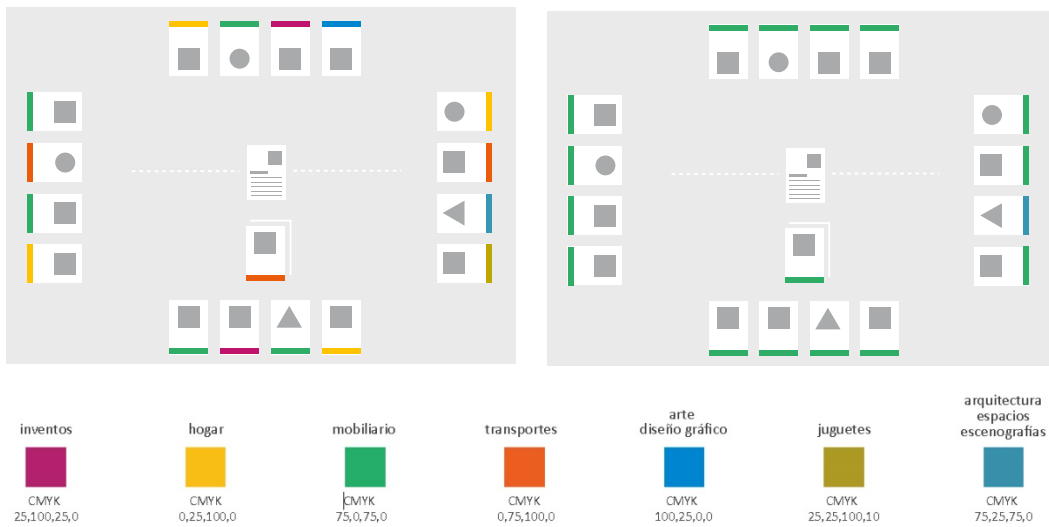 inventos
CMYK
25,100,25,0
hogar
CMYK
0,25,100,0
mobiliario
CMYK
75,0,75,0
transportes
CMYK
0,75,100,0
arte
diseño gráfico
CMYK
100,25,0,0
juguetes
CMYK
25,25,100,10
arquitectura
espacios
escenografías
CMYK
75,25,75,0